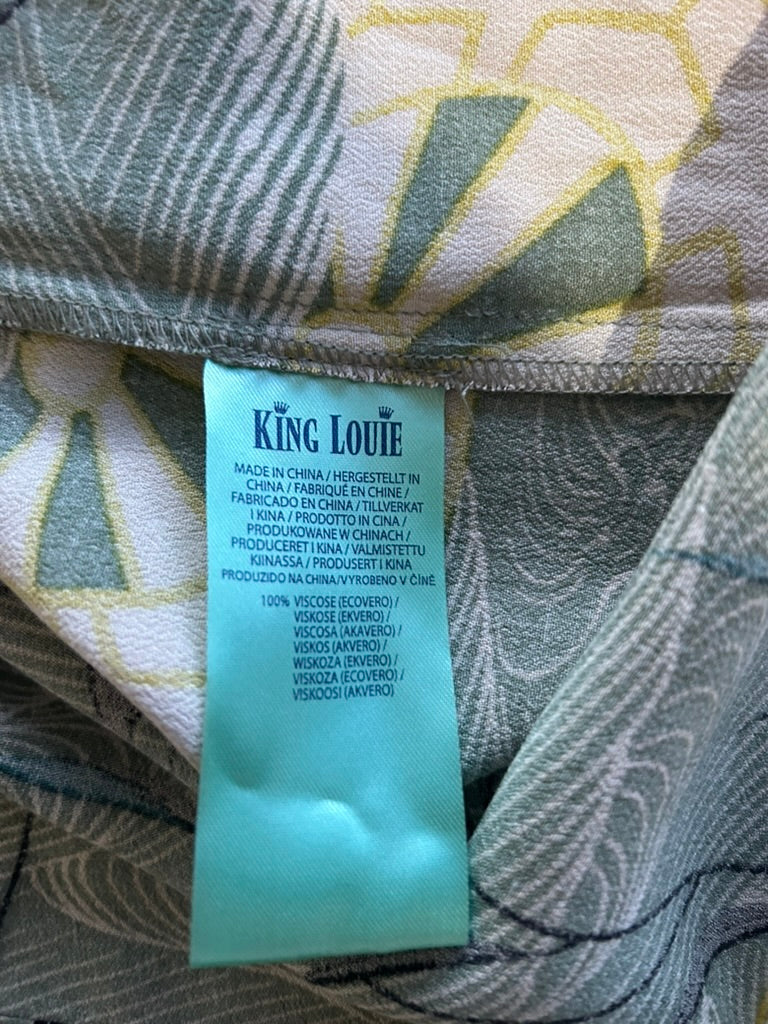 KING LOUIE
MADE IN CHINA / HERGESTELLT IN
CHINA / FABRIQUÉ EN CHINE /
FABRICADO EN CHINA / TILLVERKAT
I KINA / PRODOTTO IN CINA /
PRODUKOWANE W CHINACH /
PRODUCERET I KINA / VALMISTETTU
KIINASSA / PRODUSERT I KINA
PRODUZIDO NA CHINA/VYROBENO V ČÍNĚ
100% VISCOSE (ECOVERO) /
VISKOSE (EKVERO) /
VISCOSA (AKAVERO) /
VISKOS (AKVERO) /
WISKOZA (EKVERO) /
VISKOZA (ECOVERO) /
VISKOOSI (AKVERO)